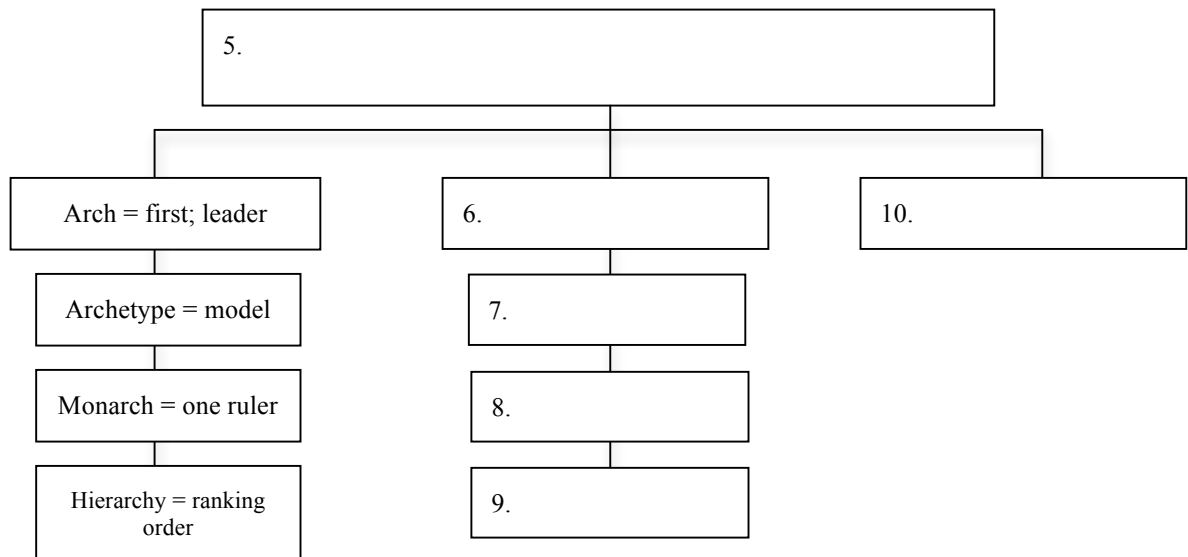 5.
Arch = first; leader
6.
10.
Archetype = model
7.
Monarch = one ruler
8.
Hierarchy = ranking
order
9.